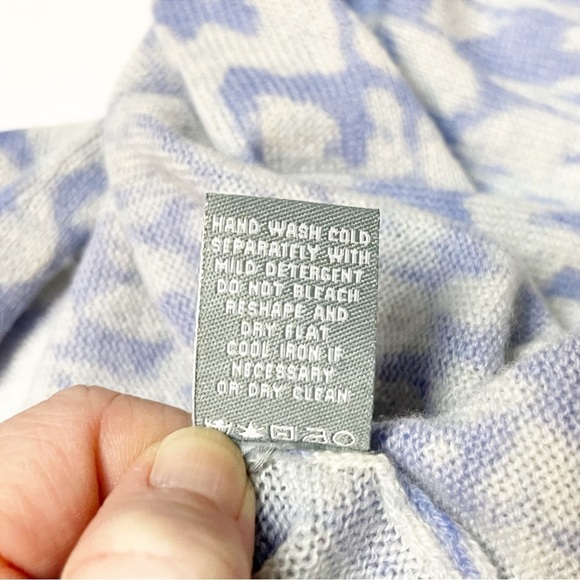 HAND WASH COLD
SEPARATELY WITH
MILD DETERGENT
DO NOT BLEACH
RESHAPE AND
DRY FLAT
COOL IRON IF
NECESSARY
OR DRY CLEAN